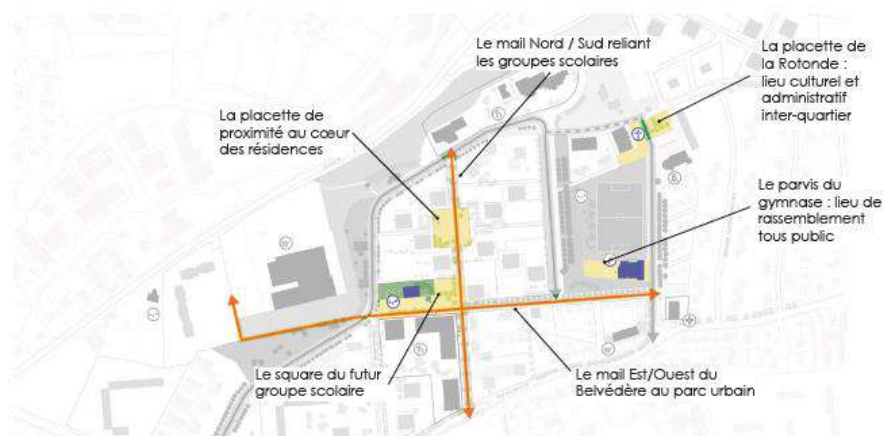 Le mail Nord / Sud reliant
les groupes scolaires
La placette de
la Rotonde :
lieu culturel et
administratif
inter-quartier
La placette de
proximité au cœur
des résidences
Le parvis du
gymnase : lieu de
rassemblement
tous public
Le square du futur
groupe scolaire
Le mail Est/Ouest du
Belvédère au parc urbain